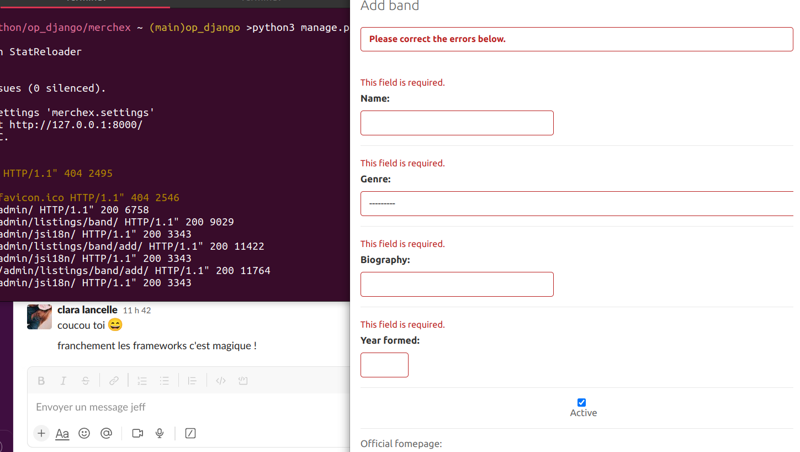 thon/op_django/merchex ~ (main)op_django >python3 manage.p
n StatReloader
sues (0 silenced).
ettings 'merchex.settings'
t http://127.0.0.1:8000/
C.
HTTP/1.1" 404 2495
favicon.ico HTTP/1.1" 404 2546
admin/ HTTP/1.1" 200 6758
admin/listings/band/ HTTP/1.1" 200 9029
admin/jsi18n/ HTTP/1.1" 200 3343
admin/listings/band/add/ HTTP/1.1" 200 11422
admin/jsi18n/ HTTP/1.1" 200 3343
/admin/listings/band/add/ HTTP/1.1" 200 11764
admin/jsi18n/ HTTP/1.1" 200 3343
clara lancelle 11 h 42
coucou toi 😄
franchement les frameworks c'est magique !
B I S
Envoyer un message jeff
+ Aa
Add band
Please correct the errors below.
This field is required.
Name:
This field is required.
Genre:
---------
This field is required.
Biography:
This field is required.
Year formed:
Active
Official fomepage: